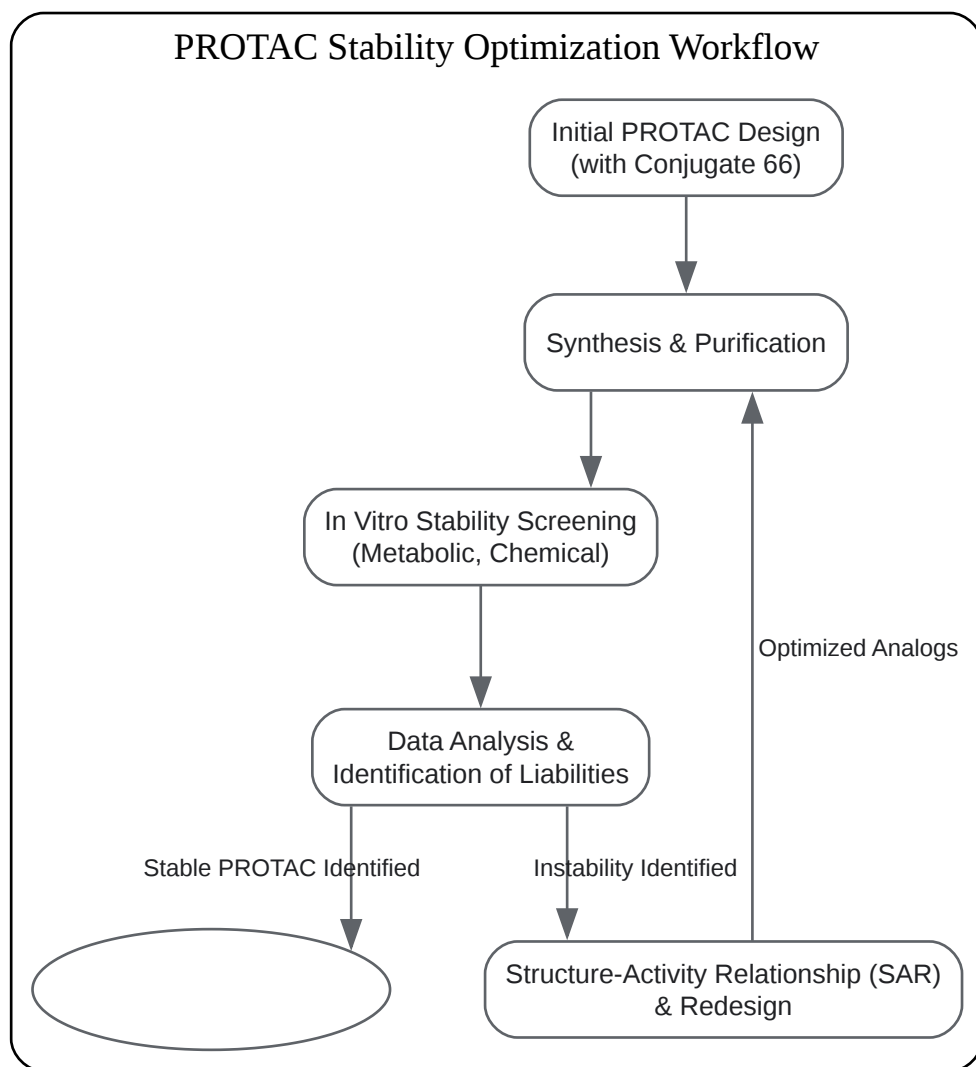 PROTAC Stability Optimization Workflow
Initial PROTAC Design
(with Conjugate 66)
Synthesis & Purification
In Vitro Stability Screening
(Metabolic, Chemical)
Optimized Analogs
Data Analysis &
Identification of Liabilities
Stable PROTAC Identified
Instability Identified
Structure-Activity Relationship (SAR)
& Redesign